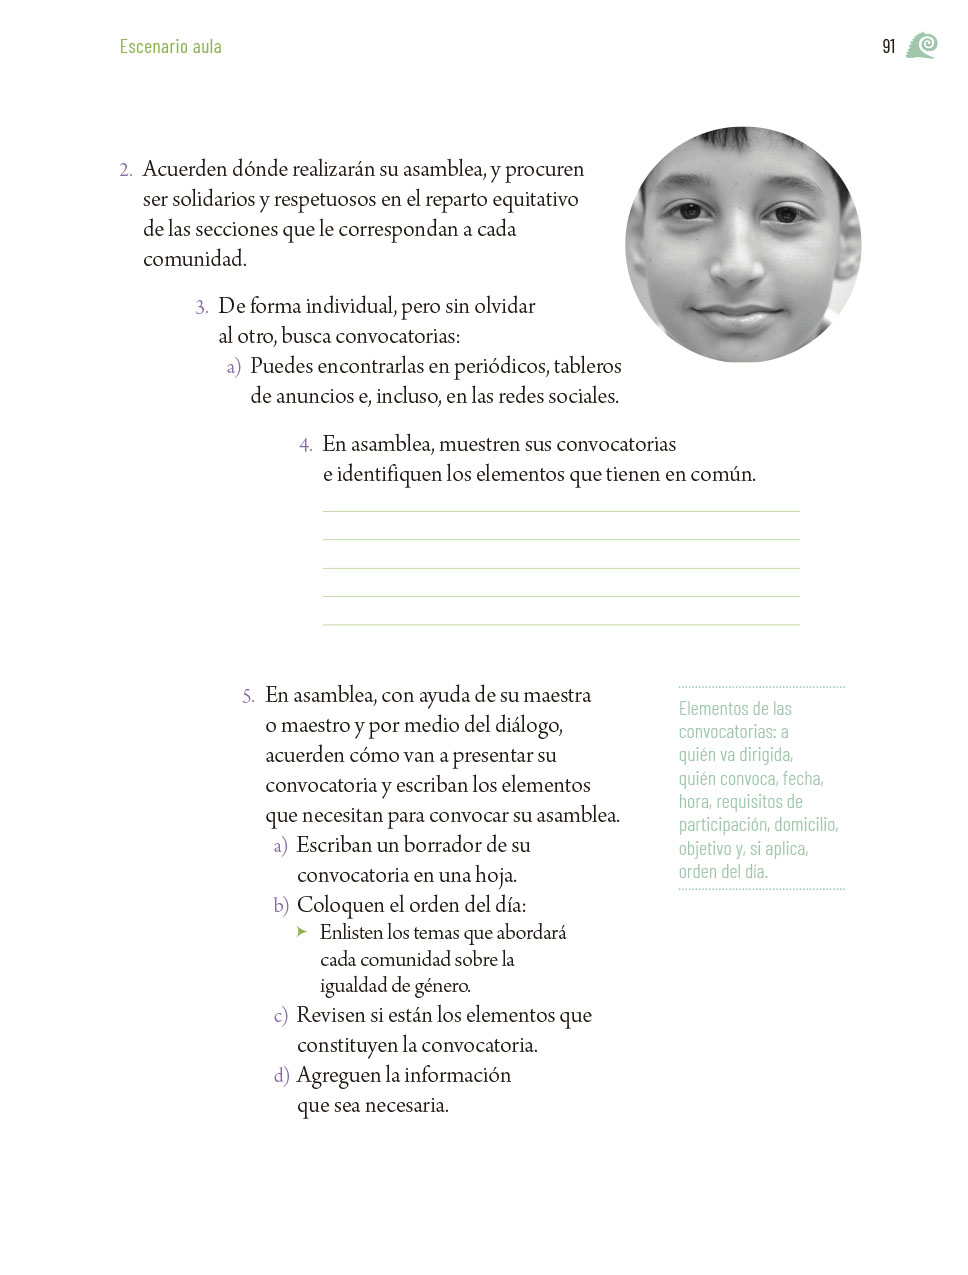 Escenario aula
91
2. Acuerden dónde realizarán su asamblea, y procuren
ser solidarios y respetuosos en el reparto equitativo
de las secciones que le correspondan a cada
comunidad.
3. De forma individual, pero sin olvidar
al otro, busca convocatorias:
a) Puedes encontrarlas en periódicos, tableros
de anuncios e, incluso, en las redes sociales.
4. En asamblea, muestren sus convocatorias
e identifiquen los elementos que tienen en común.
5. En asamblea, con ayuda de su maestra
o maestro y por medio del diálogo,
acuerden cómo van a presentar su
convocatoria y escriban los elementos
que necesitan para convocar su asamblea.
a) Escriban un borrador de su
convocatoria en una hoja.
b) Coloquen el orden del día:
➤ Enlisten los temas que abordará
cada comunidad sobre la
igualdad de género.
c) Revisen si están los elementos que
constituyen la convocatoria.
d) Agreguen la información
que sea necesaria.
Elementos de las
convocatorias: a
quién va dirigida,
quién convoca, fecha,
hora, requisitos de
participación, domicilio,
objetivo y, si aplica,
orden del día.